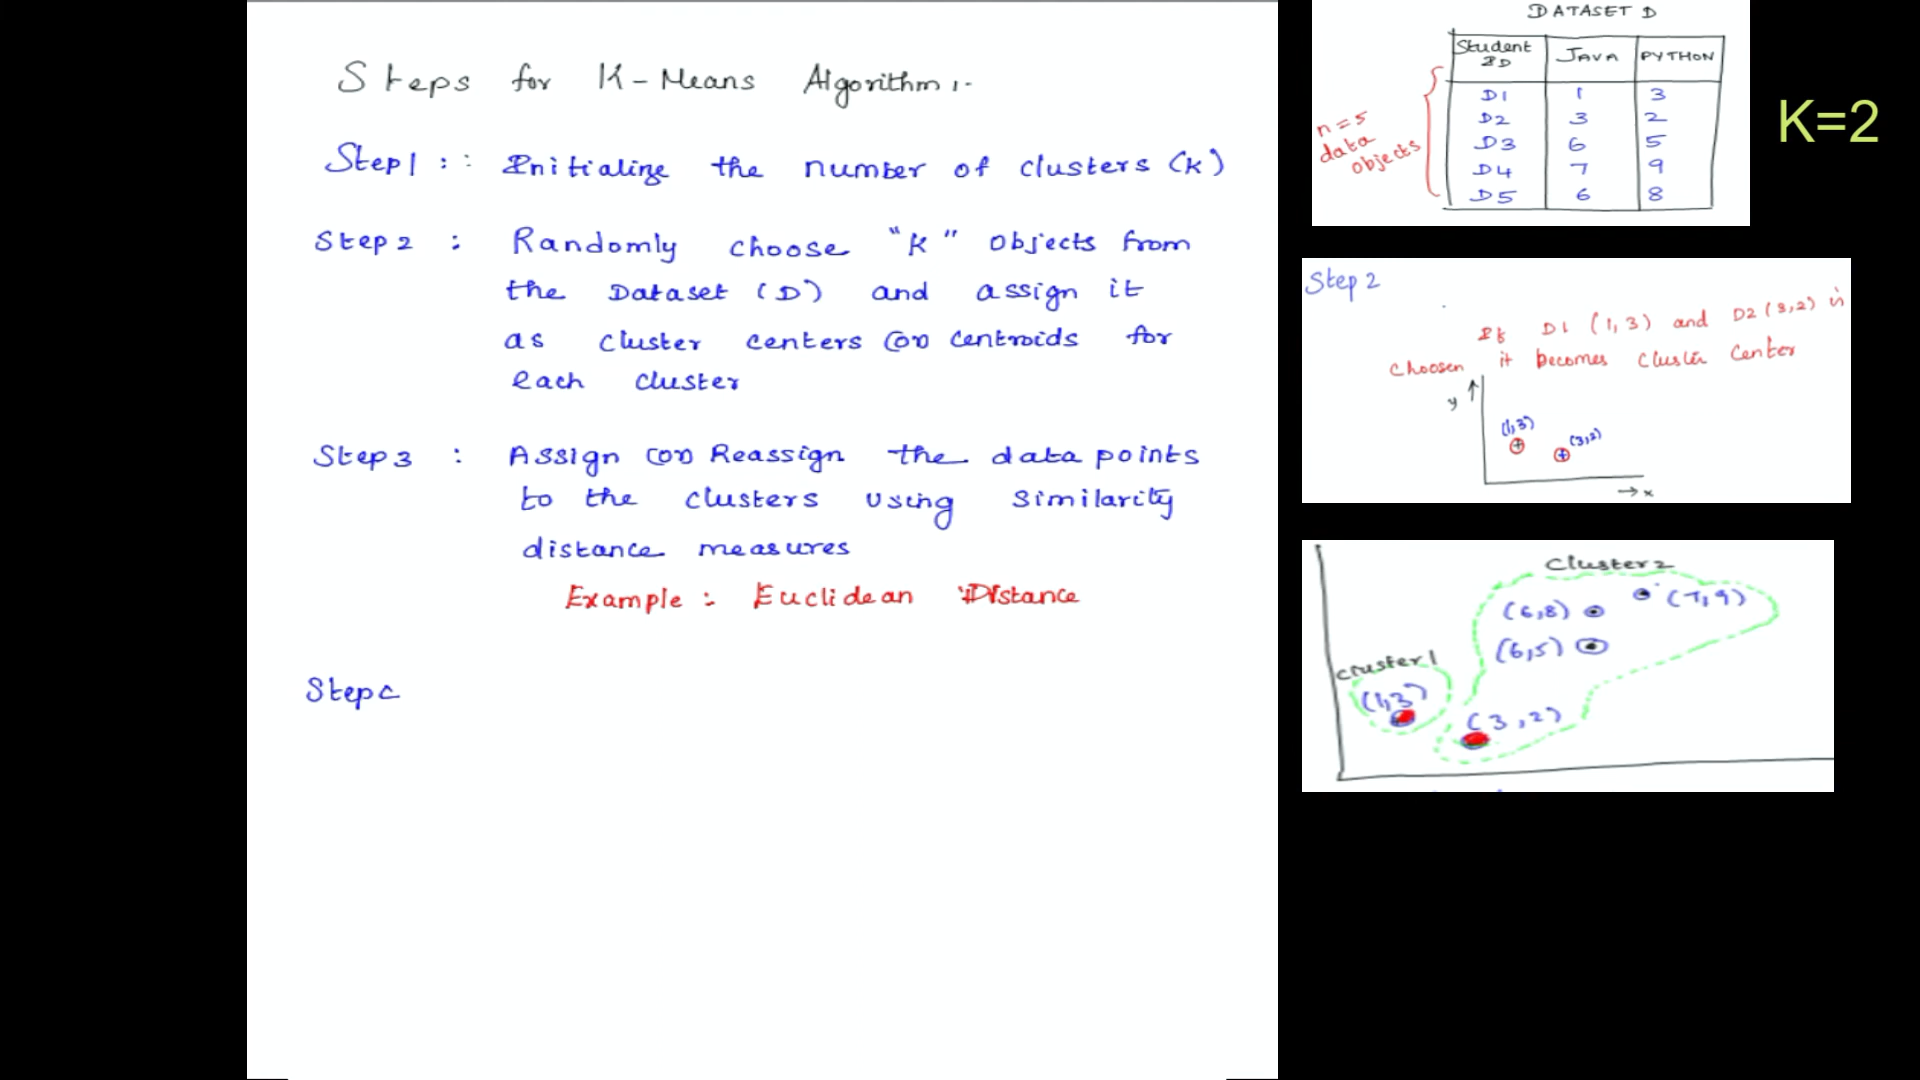 Steps for K-Means Algorithm:-
Step1 :: Initialize the number of clusters (K)
Step2 : Randomly choose "K" objects from
the Dataset (D) and assign it
as cluster centers (or) centroids for
each cluster
Step3 : Assign (or) Reassign the data points
to the clusters using similarity
distance measures
Example : Euclidean Distance
Step
DATASET D
Student ID JAVA PYTHON
D1 1 3
D2 3 2
D3 6 5
D4 7 9
D5 6 8
n=5
data
objects
K=2
Step 2
If D1 (1,3) and D2 (3,2) is
Choosen it becomes Cluster Center
y
(1,3)
(3,2)
x
Cluster2
(6,8) (7,9)
(6,5)
cluster1
(1,3)
(3,2)